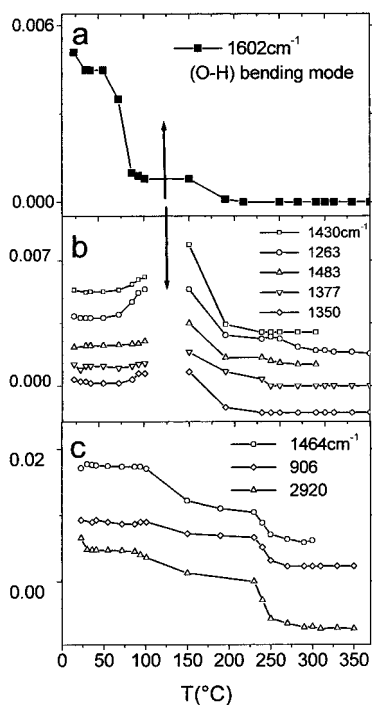 0.006
a
1602cm⁻¹
(O-H) bending mode
0.000
b
1430cm⁻¹
0.007
1263
1483
1377
1350
0.000
c
1464cm⁻¹
0.02
906
2920
0.00
0 50 100 150 200 250 300 350
T(°C)